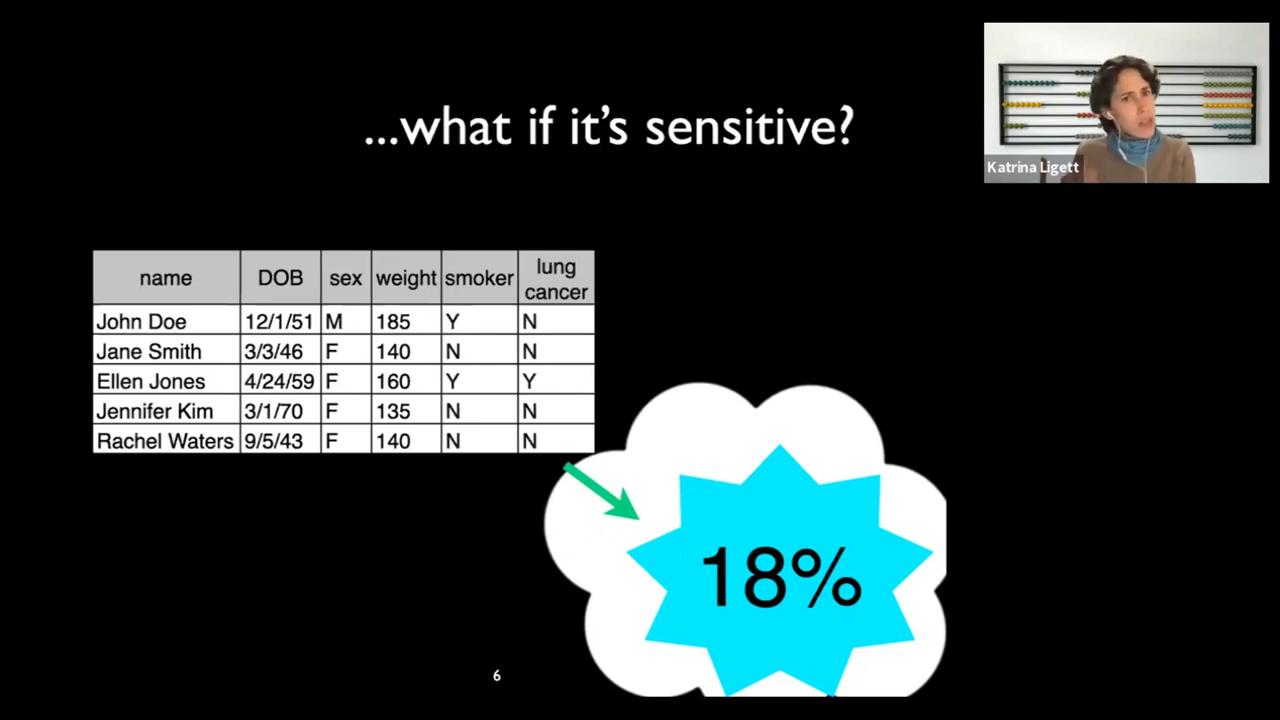 ...what if it's sensitive?
Katrina Ligett
name DOB sex weight smoker lung cancer
John Doe 12/1/51 M 185 Y N
Jane Smith 3/3/46 F 140 N N
Ellen Jones 4/24/59 F 160 Y Y
Jennifer Kim 3/1/70 F 135 N N
Rachel Waters 9/5/43 F 140 N N
18%
6